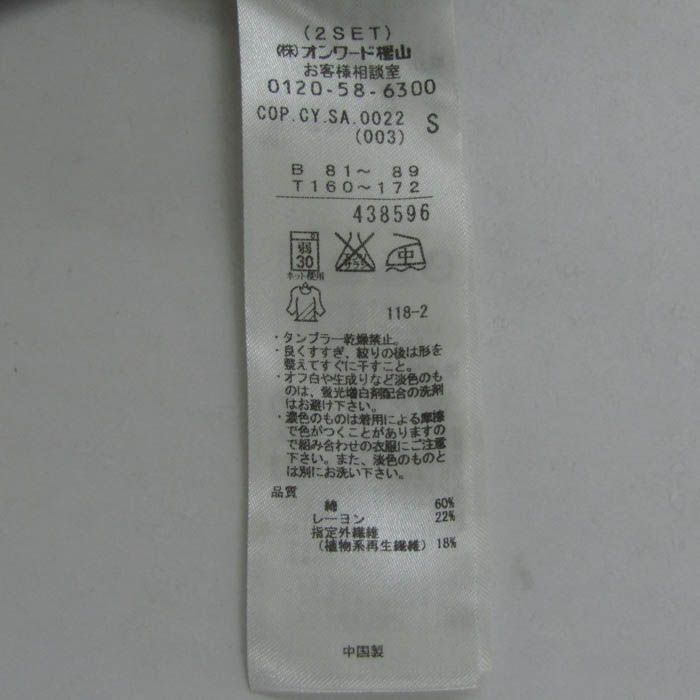 (2SET)
㈱オンワード樫山
お客様相談室
0120-58-6300
COP.CY.SA.0022 S
(003)
B 81～ 89
T160～172
438596
弱
30
ネット使用
エンソ
サラシ
中
118-2
・タンブラー乾燥禁止。
・良くすすぎ、絞りの後は形を
整えてすぐに干すこと。
・オフ白や生成りなど淡色のも
のは、蛍光増白剤配合の洗剤
はお避け下さい。
・濃色のものは着用による摩擦
で色がつくことがありますの
で組み合わせの衣服にご注意
下さい。また、淡色のものと
は別にお洗い下さい。
品質
綿 60%
レーヨン 22%
指定外繊維
(植物系再生繊維) 18%
中国製